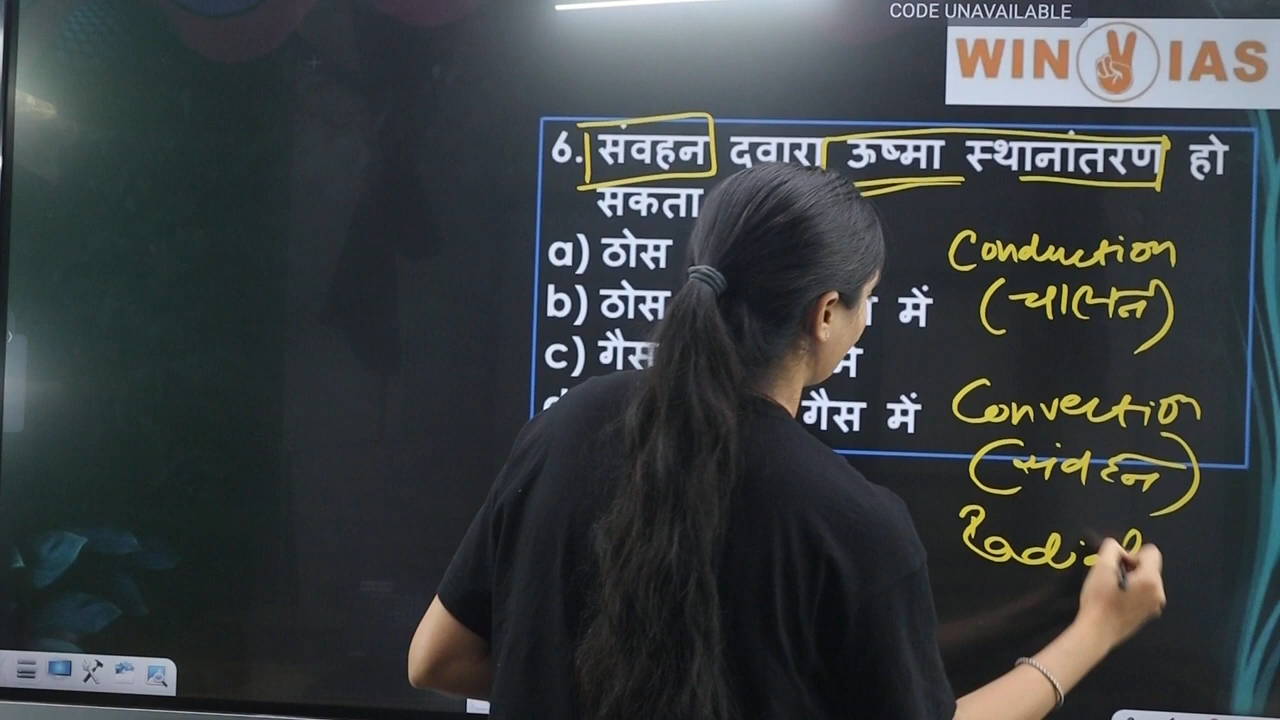 CODE UNAVAILABLE
WIN IAS
6. संवहन दवारा ऊष्मा स्थानांतरण हो
सकता
a) ठोस
b) ठोस में
c) गैस में
गैस में
Conduction
(चालन)
Convection
(संवहन)